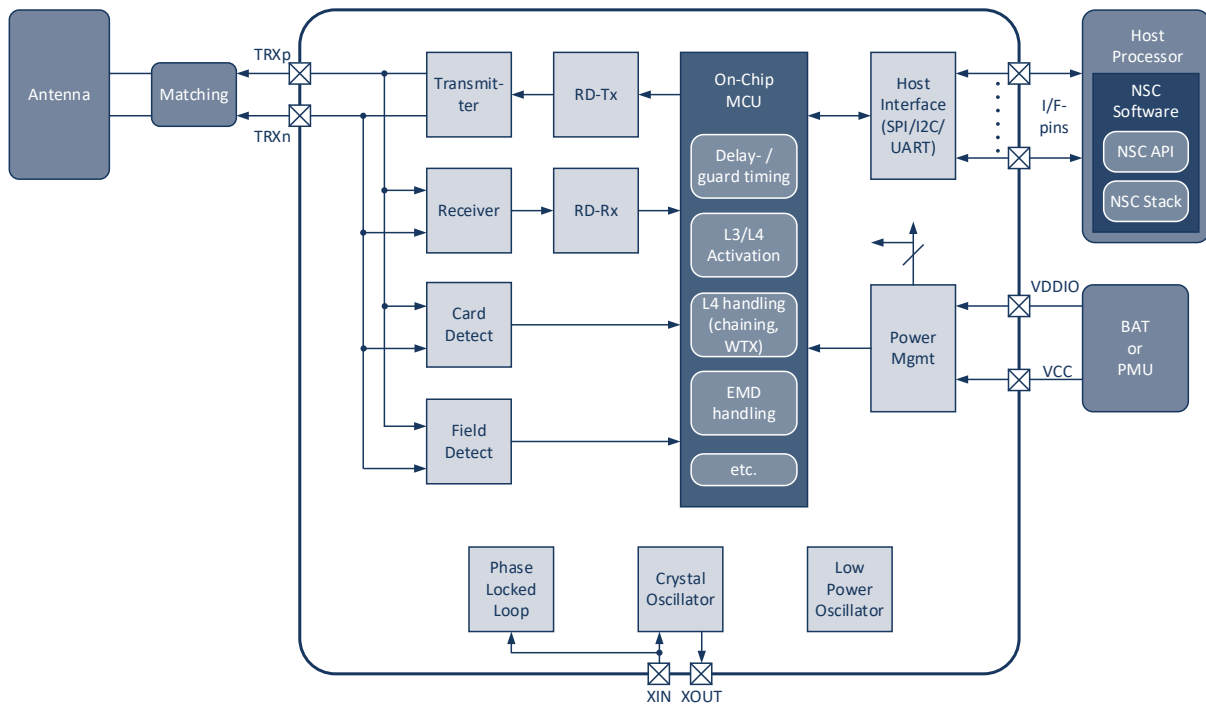 Antenna
Matching
TRXp
TRXn
Transmit-
ter
RD-Tx
Receiver
RD-Rx
Card
Detect
Field
Detect
On-Chip
MCU
Delay- /
guard timing
L3/L4
Activation
L4 handling
(chaining,
WTX)
EMD
handling
etc.
Host
Interface
(SPI/I2C/
UART)
I/F-
pins
Host
Processor
NSC
Software
NSC API
NSC Stack
Power
Mgmt
VDDIO
VCC
BAT
or
PMU
Phase
Locked
Loop
Crystal
Oscillator
Low
Power
Oscillator
XIN
XOUT